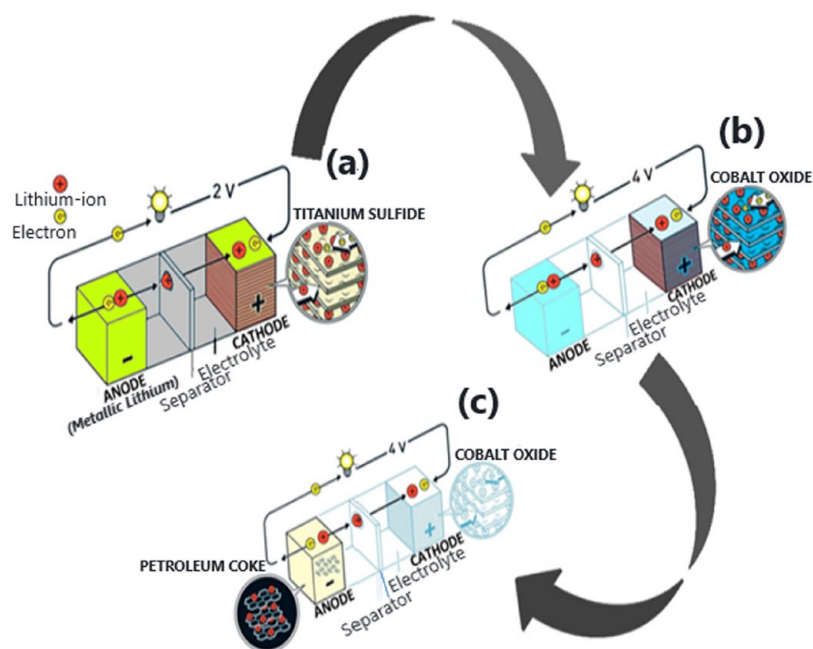 (a)
2 V
Lithium-ion
Electron
TITANIUM SULFIDE
+
-
ANODE
(Metallic Lithium)
Separator
Electrolyte
CATHODE
(b)
4 V
COBALT OXIDE
+
-
ANODE
Separator
Electrolyte
CATHODE
(c)
4 V
COBALT OXIDE
PETROLEUM COKE
+
-
ANODE
Separator
Electrolyte
CATHODE